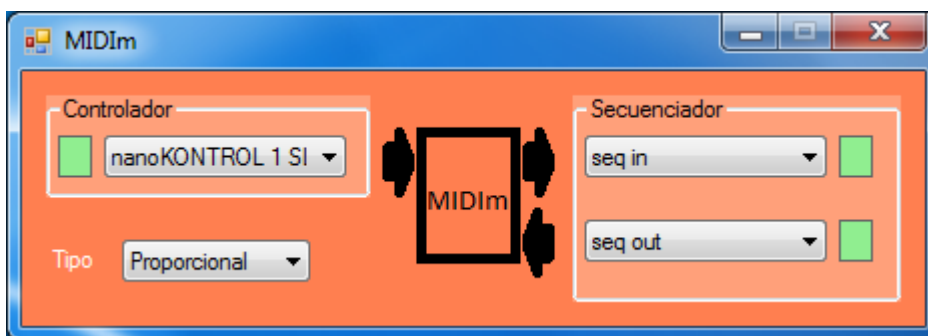 MIDIm
Controlador
nanoKONTROL 1 SI
Tipo
Proporcional
MIDIm
Secuenciador
seq in
seq out